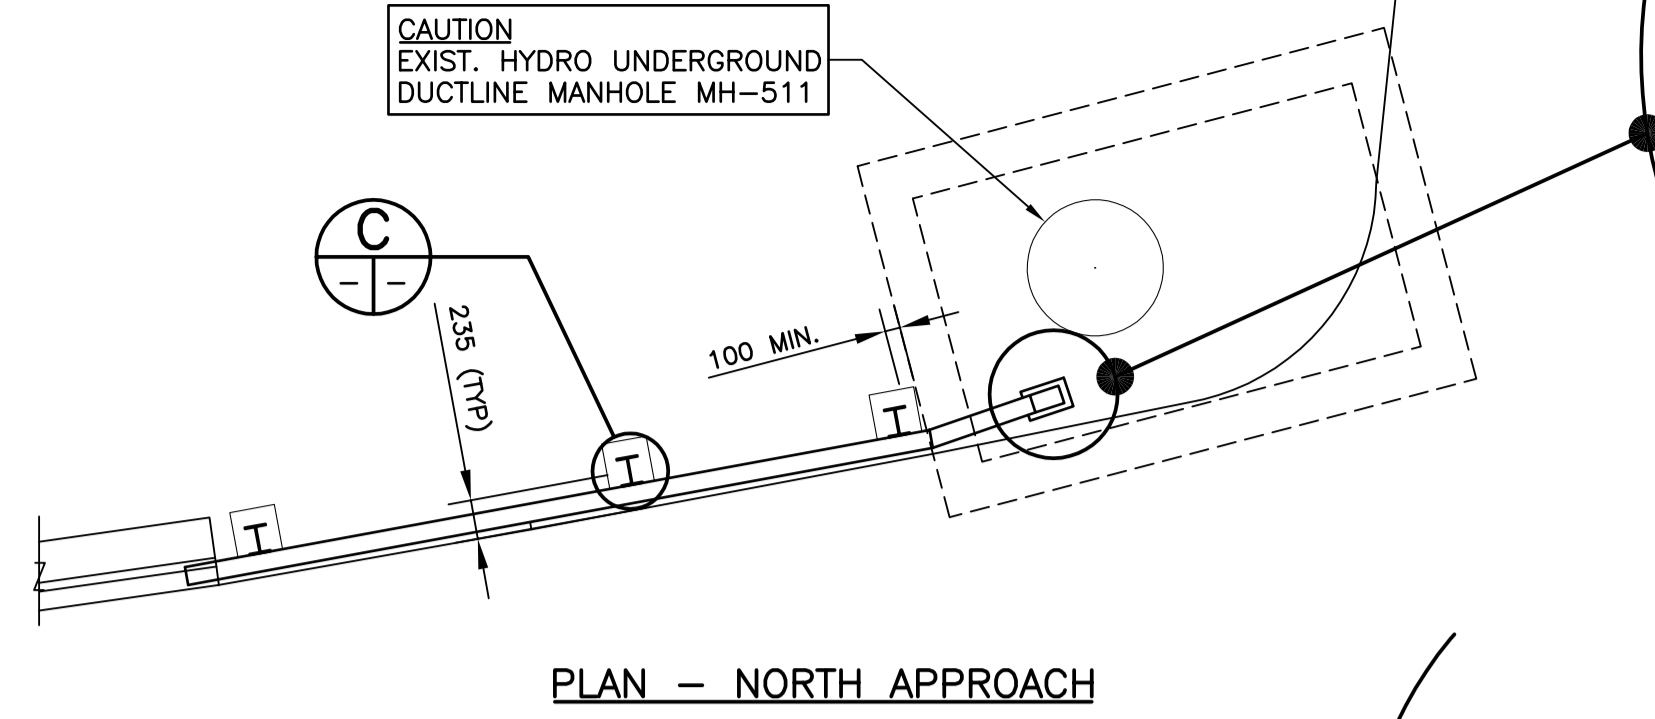 CAUTION
EXIST. HYDRO UNDERGROUND
DUCTLINE MANHOLE MH-511
C
- -
235 (TYP)
100 MIN.
PLAN - NORTH APPROACH